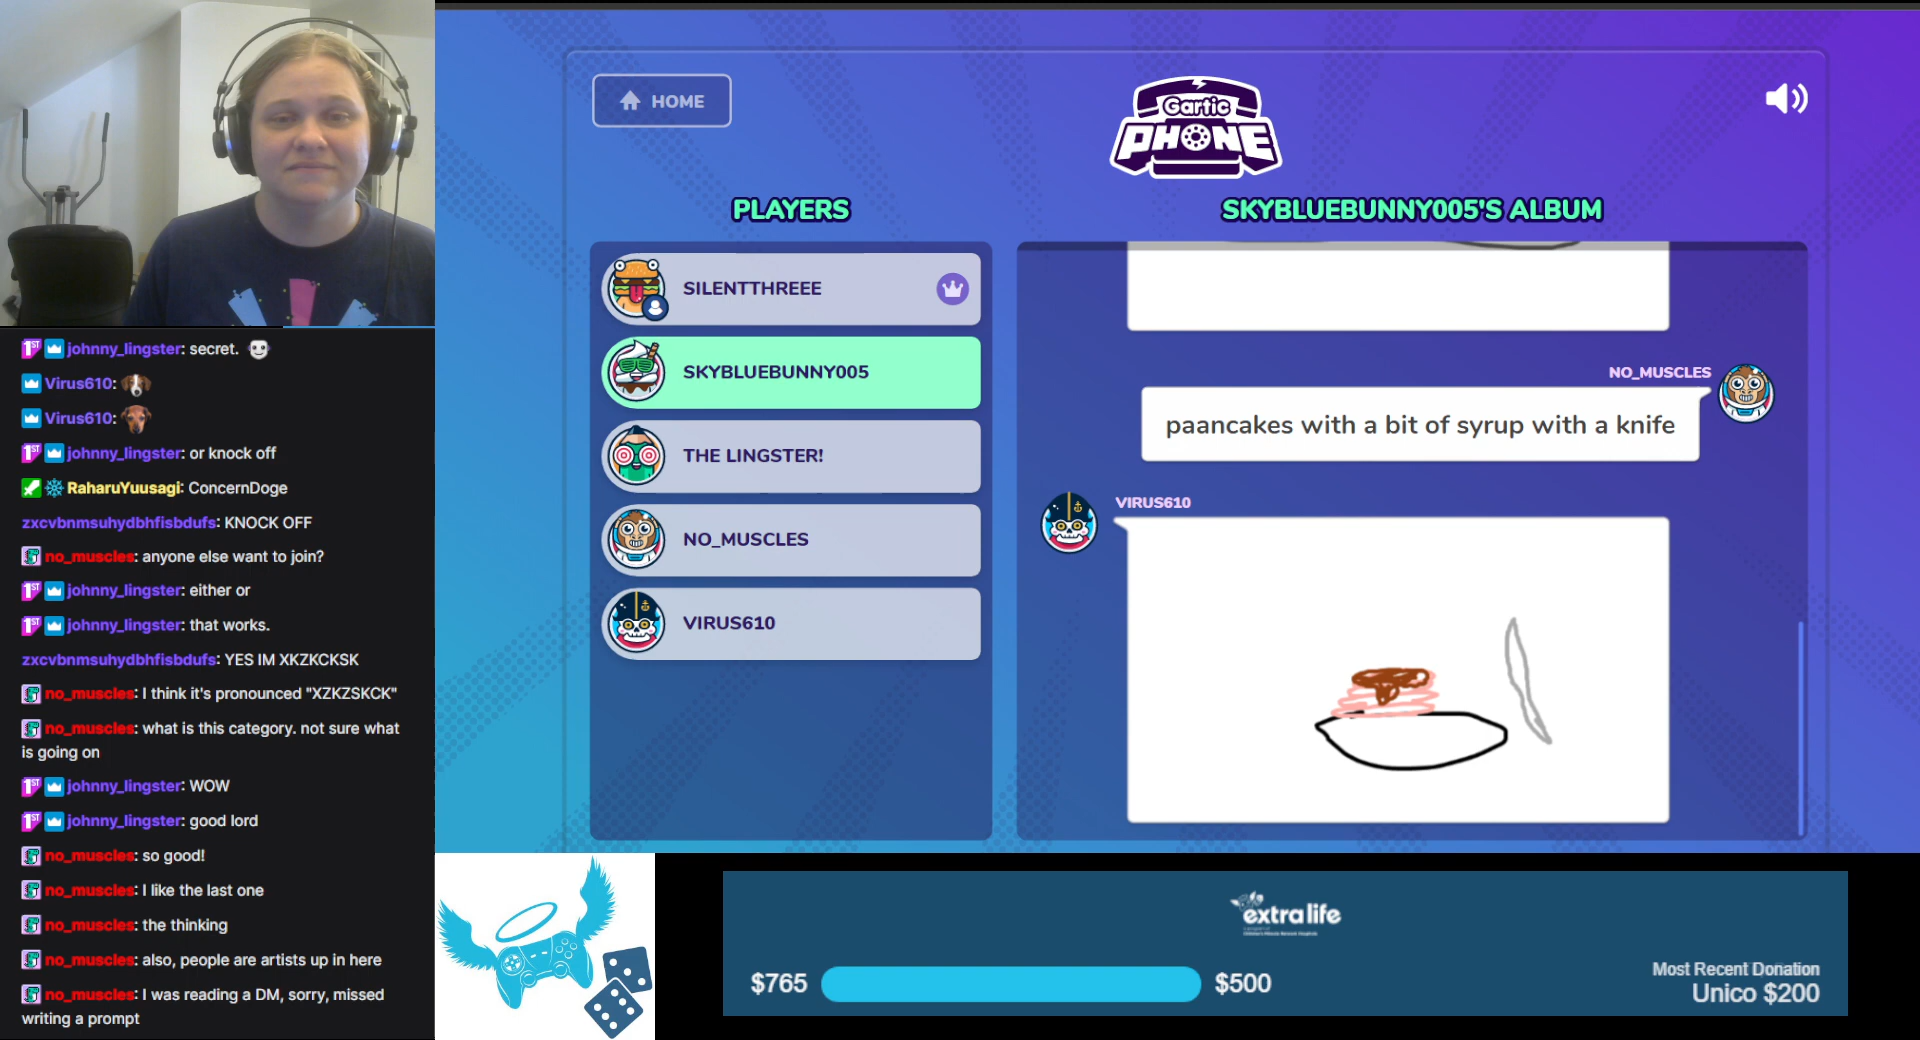 johnny_lingster: secret.
Virus610:
Virus610:
johnny_lingster: or knock off
RaharuYuusagi: ConcernDoge
zxcvbnmsuhydbhfisbdufs: KNOCK OFF
no_muscles: anyone else want to join?
johnny_lingster: either or
johnny_lingster: that works.
zxcvbnmsuhydbhfisbdufs: YES IM XKZKCKSK
no_muscles: I think it's pronounced "XZKZSKCK"
no_muscles: what is this category. not sure what
is going on
johnny_lingster: WOW
johnny_lingster: good lord
no_muscles: so good!
no_muscles: I like the last one
no_muscles: the thinking
no_muscles: also, people are artists up in here
no_muscles: I was reading a DM, sorry, missed
writing a prompt
HOME
Gartic
PHONE
PLAYERS
SILENTTHREEE
SKYBLUEBUNNY005
THE LINGSTER!
NO_MUSCLES
VIRUS610
SKYBLUEBUNNY005'S ALBUM
NO_MUSCLES
paancakes with a bit of syrup with a knife
VIRUS610
extra life
$765
$500
Most Recent Donation
Unico $200